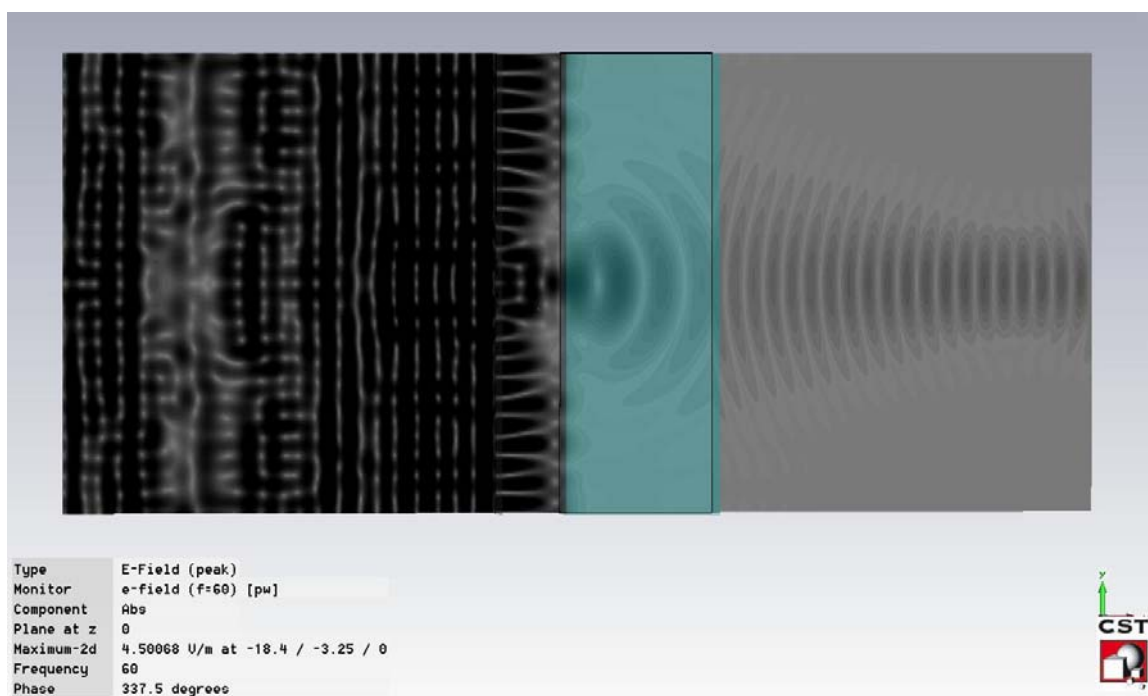 Type E-Field (peak)
Monitor e-field (f=60) [pw]
Component Abs
Plane at z 0
Maximum-2d 4.50068 V/m at -18.4 / -3.25 / 0
Frequency 60
Phase 337.5 degrees
y
CST